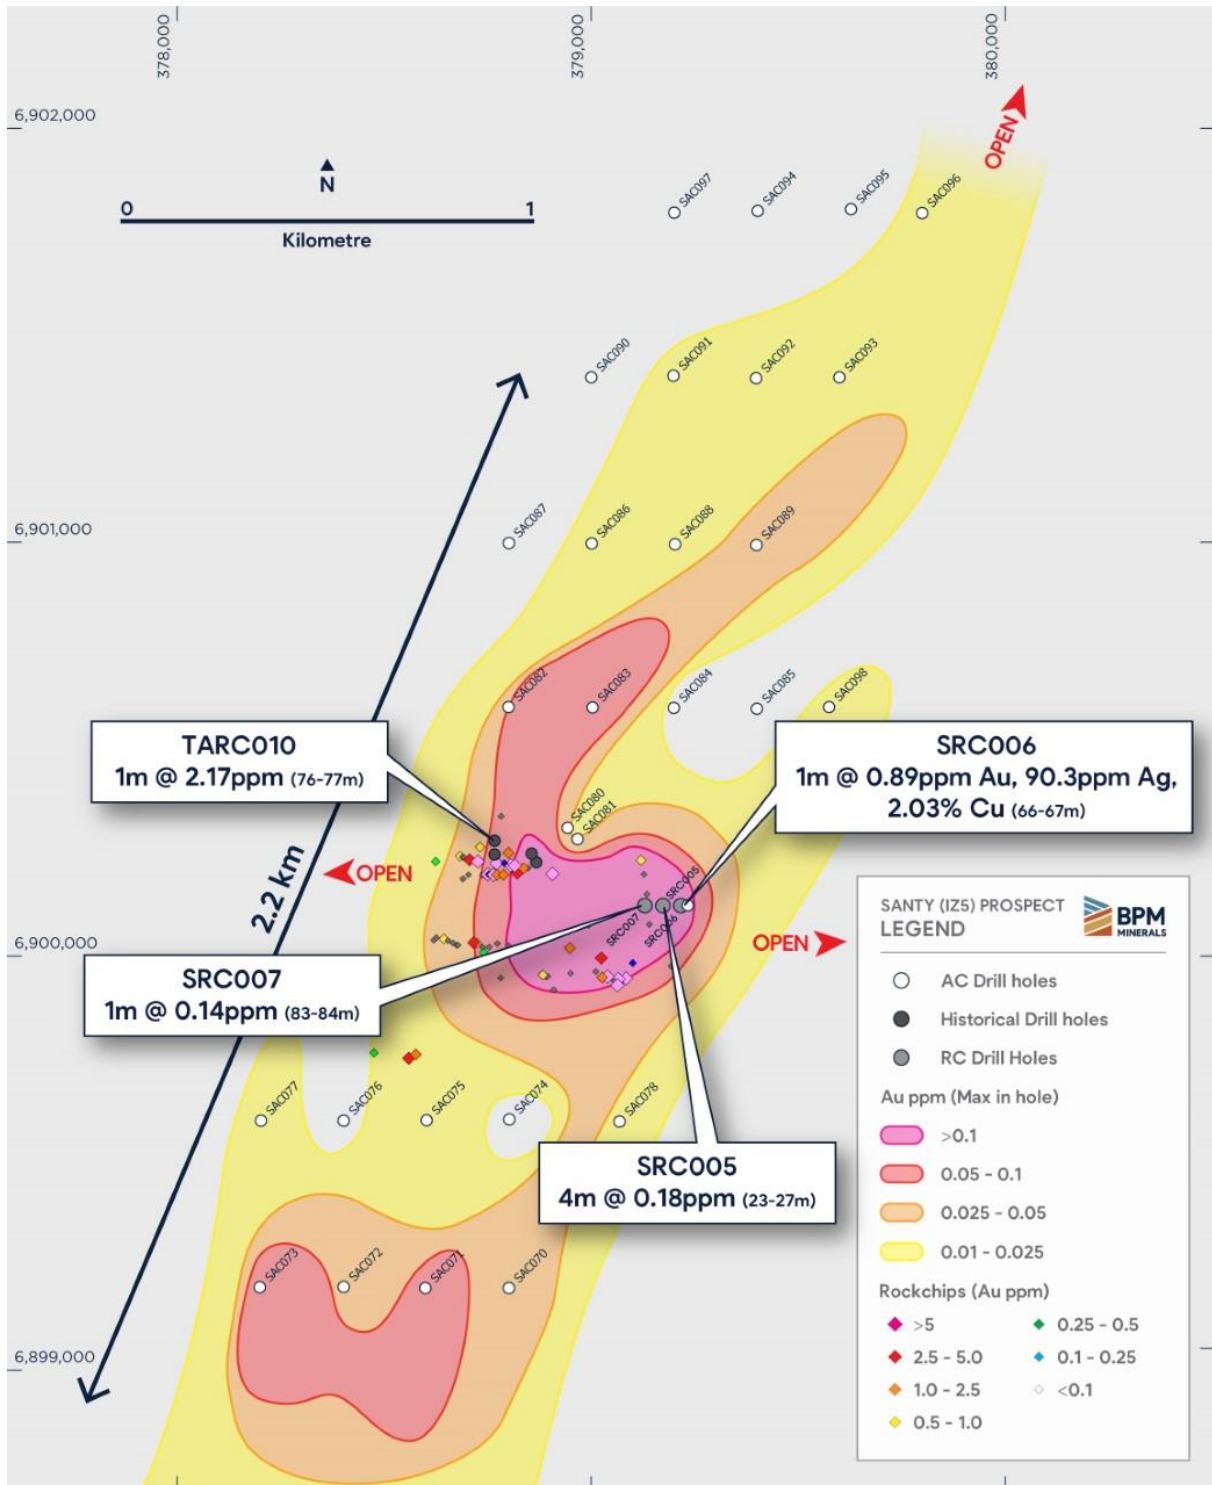 378,000
379,000
380,000
6,902,000
OPEN
N
0 1
Kilometre
SAC097
SAC094
SAC095
SAC096
SAC090
SAC091
SAC092
SAC093
6,901,000
SAC087
SAC086
SAC088
SAC089
SAC082
SAC083
SAC084
SAC085
SAC098
TARC010
1m @ 2.17ppm (76-77m)
SRC006
1m @ 0.89ppm Au, 90.3ppm Ag,
2.03% Cu (66-67m)
SAC080
SAC081
OPEN
2.2 km
SRC005
SRC007
SRC006
6,900,000
OPEN
SRC007
1m @ 0.14ppm (83-84m)
SAC077
SAC076
SAC075
SAC074
SAC078
SRC005
4m @ 0.18ppm (23-27m)
SAC073
SAC072
SAC071
SAC070
6,899,000
SANTY (IZ5) PROSPECT
LEGEND
BPM
MINERALS
AC Drill holes
Historical Drill holes
RC Drill Holes
Au ppm (Max in hole)
>0.1
0.05 - 0.1
0.025 - 0.05
0.01 - 0.025
Rockchips (Au ppm)
>5
2.5 - 5.0
1.0 - 2.5
0.5 - 1.0
0.25 - 0.5
0.1 - 0.25
<0.1